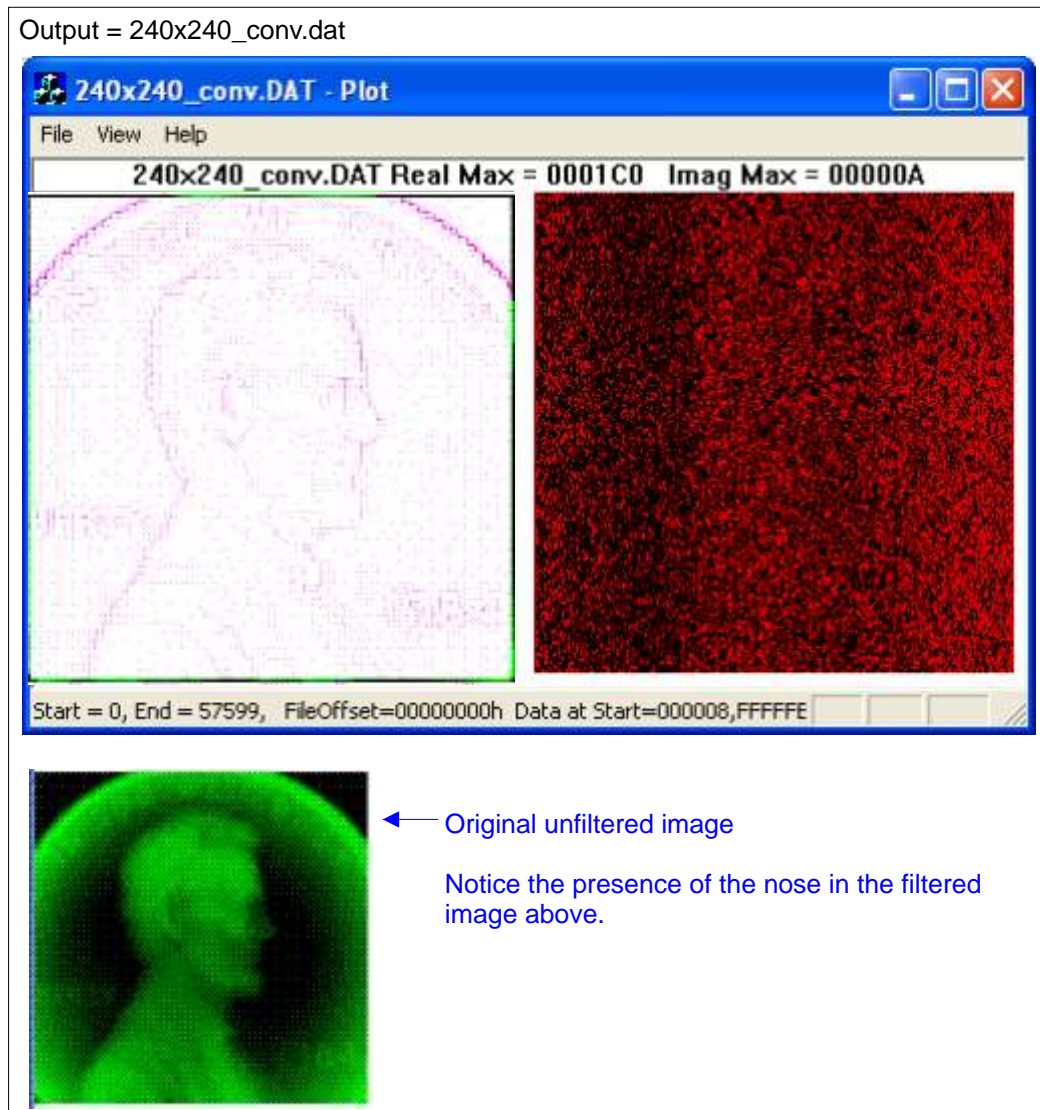 Output = 240x240_conv.dat
240x240_conv.DAT - Plot
File View Help
240x240_conv.DAT Real Max = 0001C0 Imag Max = 00000A
Start = 0, End = 57599, FileOffset=00000000h Data at Start=000008,FFFFFE
Original unfiltered image
Notice the presence of the nose in the filtered
image above.